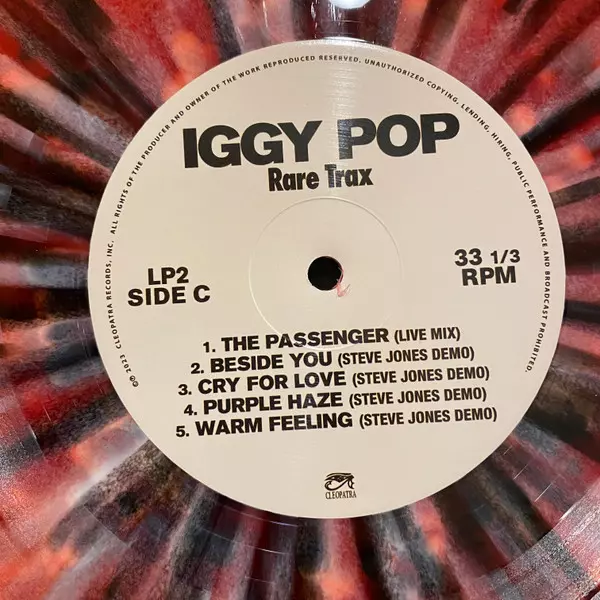 ℗© 2023 CLEOPATRA RECORDS, INC. ALL RIGHTS OF THE PRODUCER AND OWNER OF THE WORK REPRODUCED RESERVED. UNAUTHORIZED COPYING, LENDING, HIRING, PUBLIC PERFORMANCE AND BROADCAST PROHIBITED.
IGGY POP
Rare Trax
LP2
SIDE C
33 1/3
RPM
1. THE PASSENGER (LIVE MIX)
2. BESIDE YOU (STEVE JONES DEMO)
3. CRY FOR LOVE (STEVE JONES DEMO)
4. PURPLE HAZE (STEVE JONES DEMO)
5. WARM FEELING (STEVE JONES DEMO)
CLEOPATRA